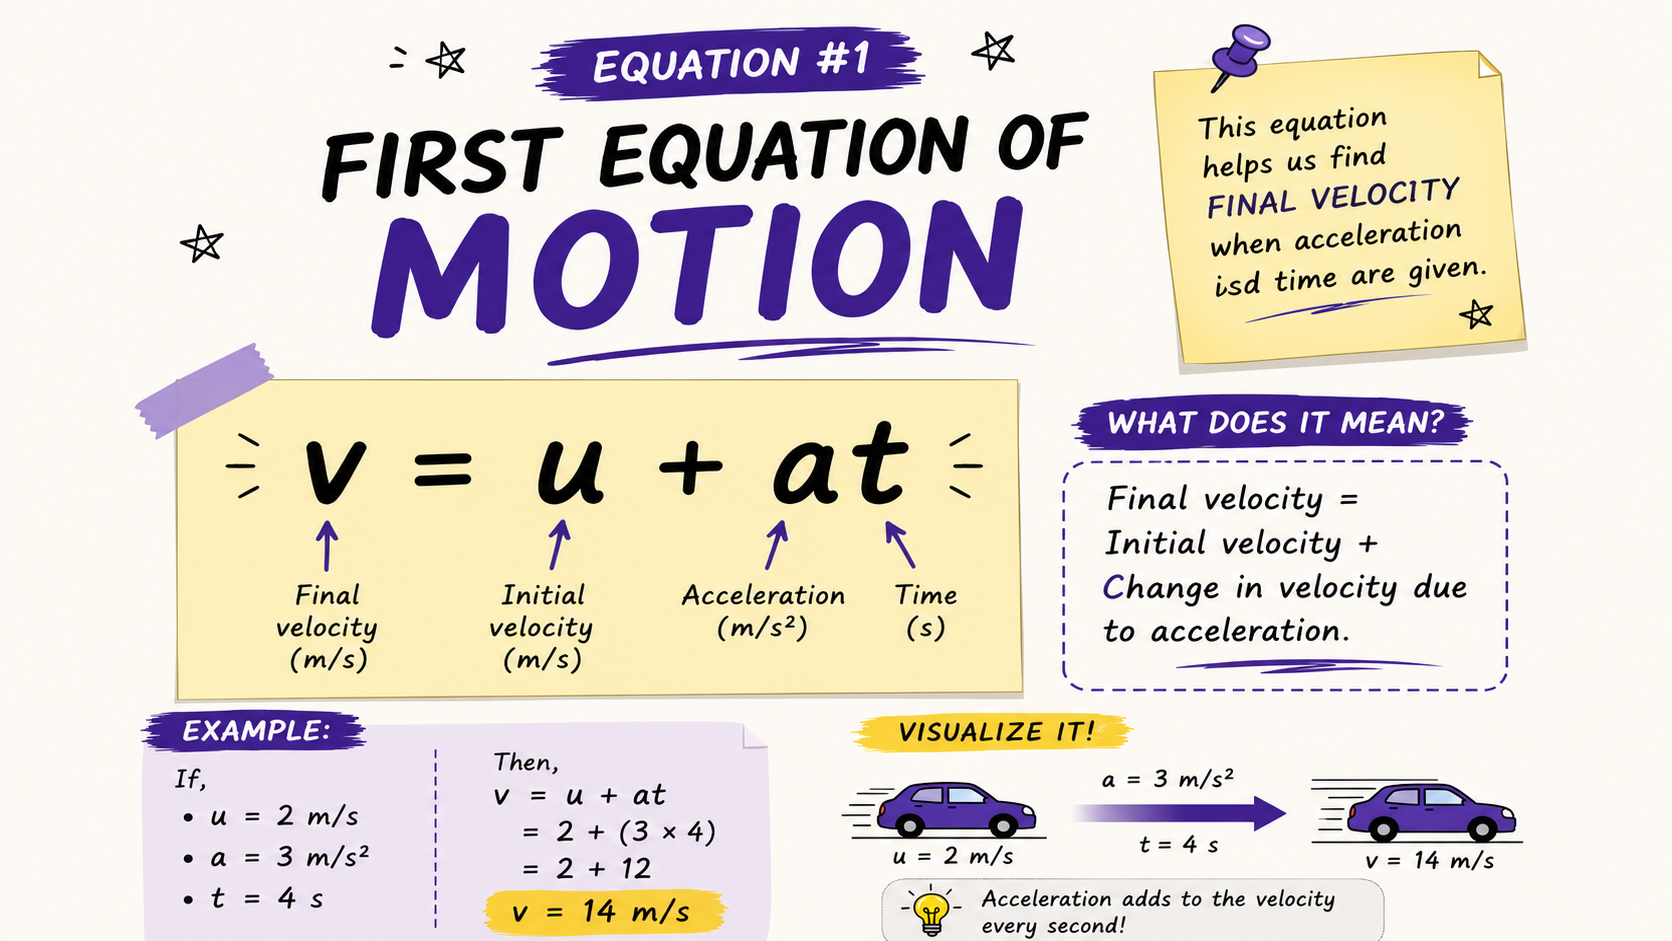 EQUATION #1
FIRST EQUATION OF
MOTION
This equation
helps us find
FINAL VELOCITY
when acceleration
isd time are given.
v = u + at
Final
velocity
(m/s)
Initial
velocity
(m/s)
Acceleration
(m/s²)
Time
(s)
WHAT DOES IT MEAN?
Final velocity =
Initial velocity +
Change in velocity due
to acceleration.
EXAMPLE:
If,
• u = 2 m/s
• a = 3 m/s²
• t = 4 s
Then,
v = u + at
= 2 + (3 × 4)
= 2 + 12
v = 14 m/s
VISUALIZE IT!
u = 2 m/s
a = 3 m/s²
t = 4 s
v = 14 m/s
Acceleration adds to the velocity
every second!